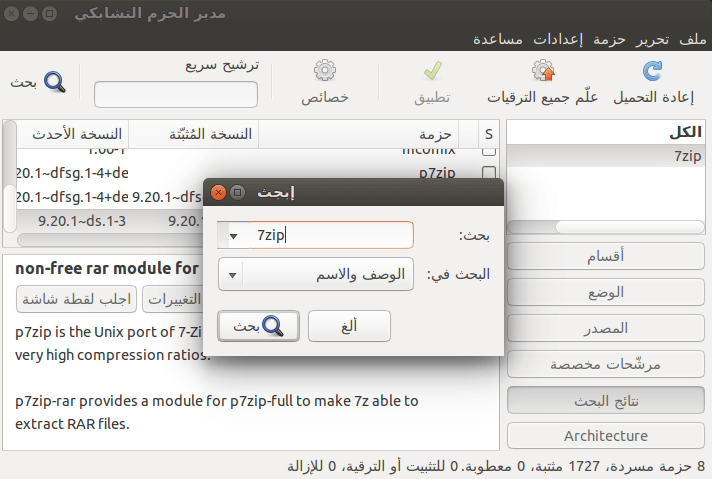 مدير الحزم التشابكي
ملف تحرير حزمة إعدادات مساعدة
إعادة التحميل
علّم جميع الترقيات
تطبيق
خصائص
ترشيح سريع
بحث
الكل
7zip
S حزمة النسخة المُثبّتة النسخة الأحدث
mcomix 1.00-1
p7zip 20.1~dfsg.1-4+de
9.20.1~dfsg 20.1~dfsg.1-4+de
9.20.1 9.20.1~ds.1-3
إبحث
بحث:
7zip
البحث في:
الوصف والاسم
ألغ
بحث
non-free rar module for
اجلب لقطة شاشة
التغييرات
p7zip is the Unix port of 7-Zi
very high compression ratios.
p7zip-rar provides a module for p7zip-full to make 7z able to
extract RAR files.
أقسام
الوضع
المصدر
مرشّحات مخصصة
نتائج البحث
Architecture
8 حزمة مسردة، 1727 مثتبة، 0 معطوبة. 0 للتثبيت أو الترقية، 0 للإزالة